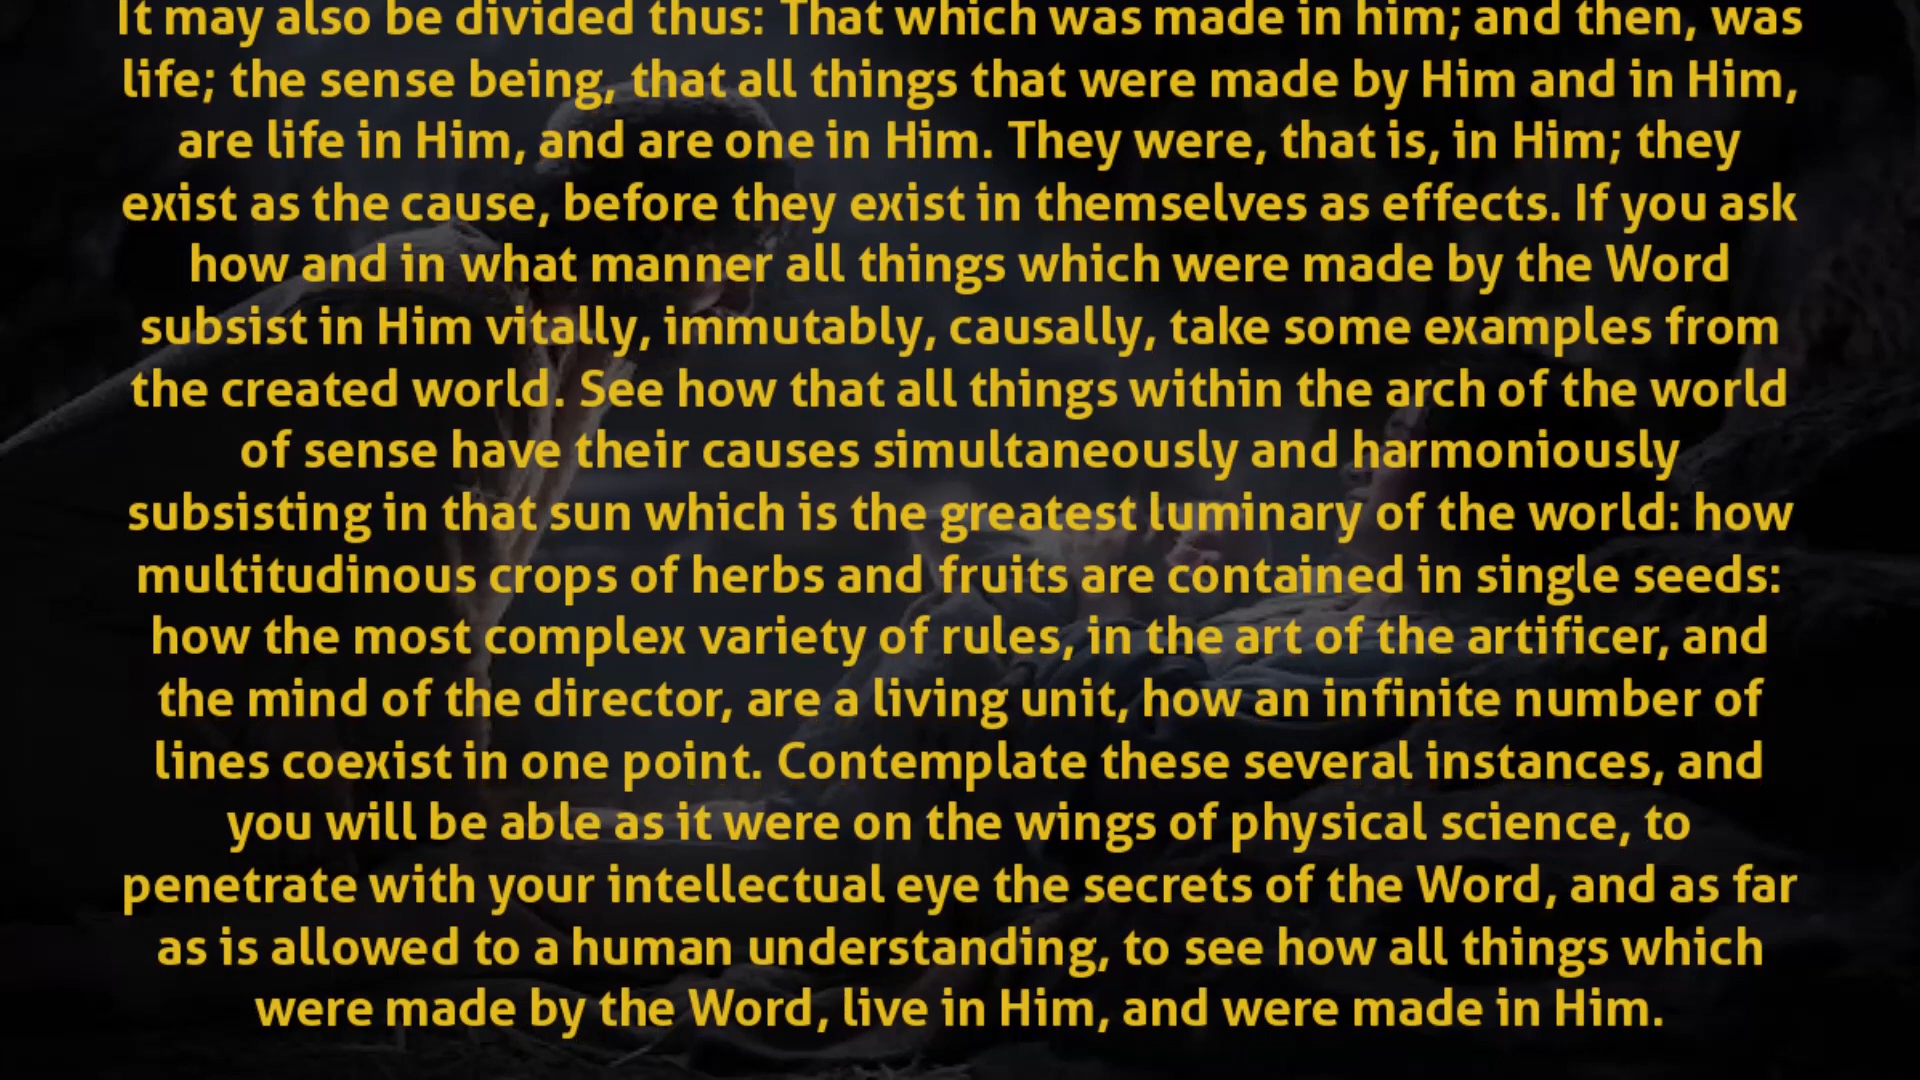 It may also be divided thus: That which was made in him; and then, was
life; the sense being, that all things that were made by Him and in Him,
are life in Him, and are one in Him. They were, that is, in Him; they
exist as the cause, before they exist in themselves as effects. If you ask
how and in what manner all things which were made by the Word
subsist in Him vitally, immutably, causally, take some examples from
the created world. See how that all things within the arch of the world
of sense have their causes simultaneously and harmoniously
subsisting in that sun which is the greatest luminary of the world: how
multitudinous crops of herbs and fruits are contained in single seeds:
how the most complex variety of rules, in the art of the artificer, and
the mind of the director, are a living unit, how an infinite number of
lines coexist in one point. Contemplate these several instances, and
you will be able as it were on the wings of physical science, to
penetrate with your intellectual eye the secrets of the Word, and as far
as is allowed to a human understanding, to see how all things which
were made by the Word, live in Him, and were made in Him.